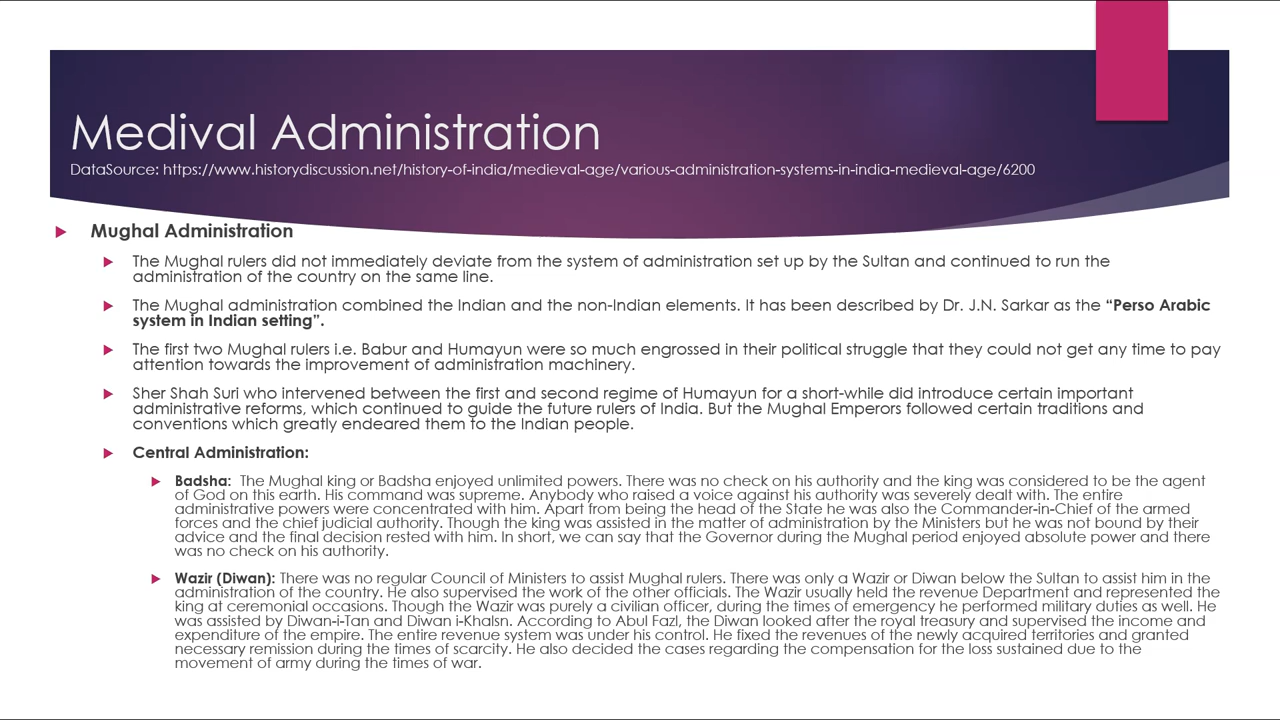 Medival Administration
DataSource: https://www.historydiscussion.net/history-of-india/medieval-age/various-administration-systems-in-india-medieval-age/6200
Mughal Administration
The Mughal rulers did not immediately deviate from the system of administration set up by the Sultan and continued to run the
administration of the country on the same line.
The Mughal administration combined the Indian and the non-Indian elements. It has been described by Dr. J.N. Sarkar as the “Perso Arabic
system in Indian setting”.
The first two Mughal rulers i.e. Babur and Humayun were so much engrossed in their political struggle that they could not get any time to pay
attention towards the improvement of administration machinery.
Sher Shah Suri who intervened between the first and second regime of Humayun for a short-while did introduce certain important
administrative reforms, which continued to guide the future rulers of India. But the Mughal Emperors followed certain traditions and
conventions which greatly endeared them to the Indian people.
Central Administration:
Badsha: The Mughal king or Badsha enjoyed unlimited powers. There was no check on his authority and the king was considered to be the agent
of God on this earth. His command was supreme. Anybody who raised a voice against his authority was severely dealt with. The entire
administrative powers were concentrated with him. Apart from being the head of the State he was also the Commander-in-Chief of the armed
forces and the chief judicial authority. Though the king was assisted in the matter of administration by the Ministers but he was not bound by their
advice and the final decision rested with him. In short, we can say that the Governor during the Mughal period enjoyed absolute power and there
was no check on his authority.
Wazir (Diwan): There was no regular Council of Ministers to assist Mughal rulers. There was only a Wazir or Diwan below the Sultan to assist him in the
administration of the country. He also supervised the work of the other officials. The Wazir usually held the revenue Department and represented the
king at ceremonial occasions. Though the Wazir was purely a civilian officer, during the times of emergency he performed military duties as well. He
was assisted by Diwan-i-Tan and Diwan i-Khalsn. According to Abul Fazl, the Diwan looked after the royal treasury and supervised the income and
expenditure of the empire. The entire revenue system was under his control. He fixed the revenues of the newly acquired territories and granted
necessary remission during the times of scarcity. He also decided the cases regarding the compensation for the loss sustained due to the
movement of army during the times of war.